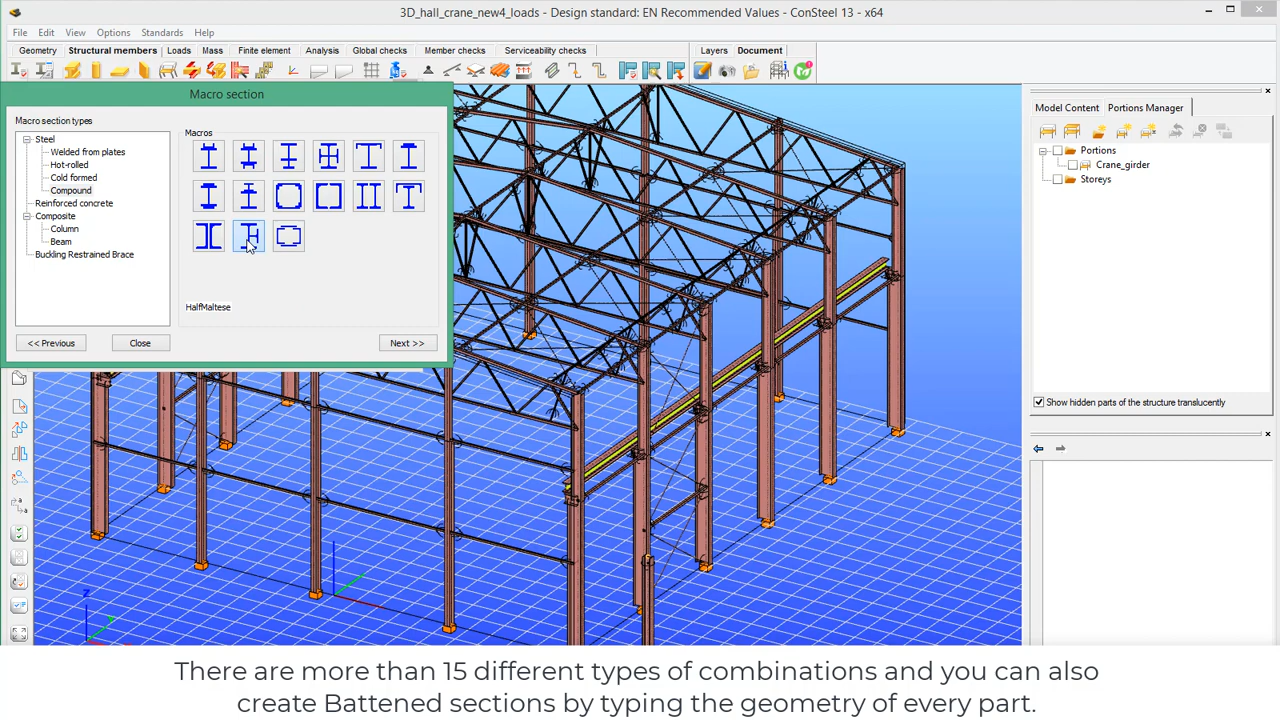 3D_hall_crane_new4_loads - Design standard: EN Recommended Values - ConSteel 13 - x64
File Edit View Options Standards Help
Geometry Structural members Loads Mass Finite element Analysis Global checks Member checks Serviceability checks Layers Document
Macro section
Macro section types
Steel
Welded from plates
Hot-rolled
Cold formed
Compound
Reinforced concrete
Composite
Column
Beam
Buckling Restrained Brace
Macros
HalfMaltese
<< Previous Close Next >>
Model Content Portions Manager
Portions
Crane_girder
Storeys
Show hidden parts of the structure translucently
Z
Y
There are more than 15 different types of combinations and you can also
create Battened sections by typing the geometry of every part.